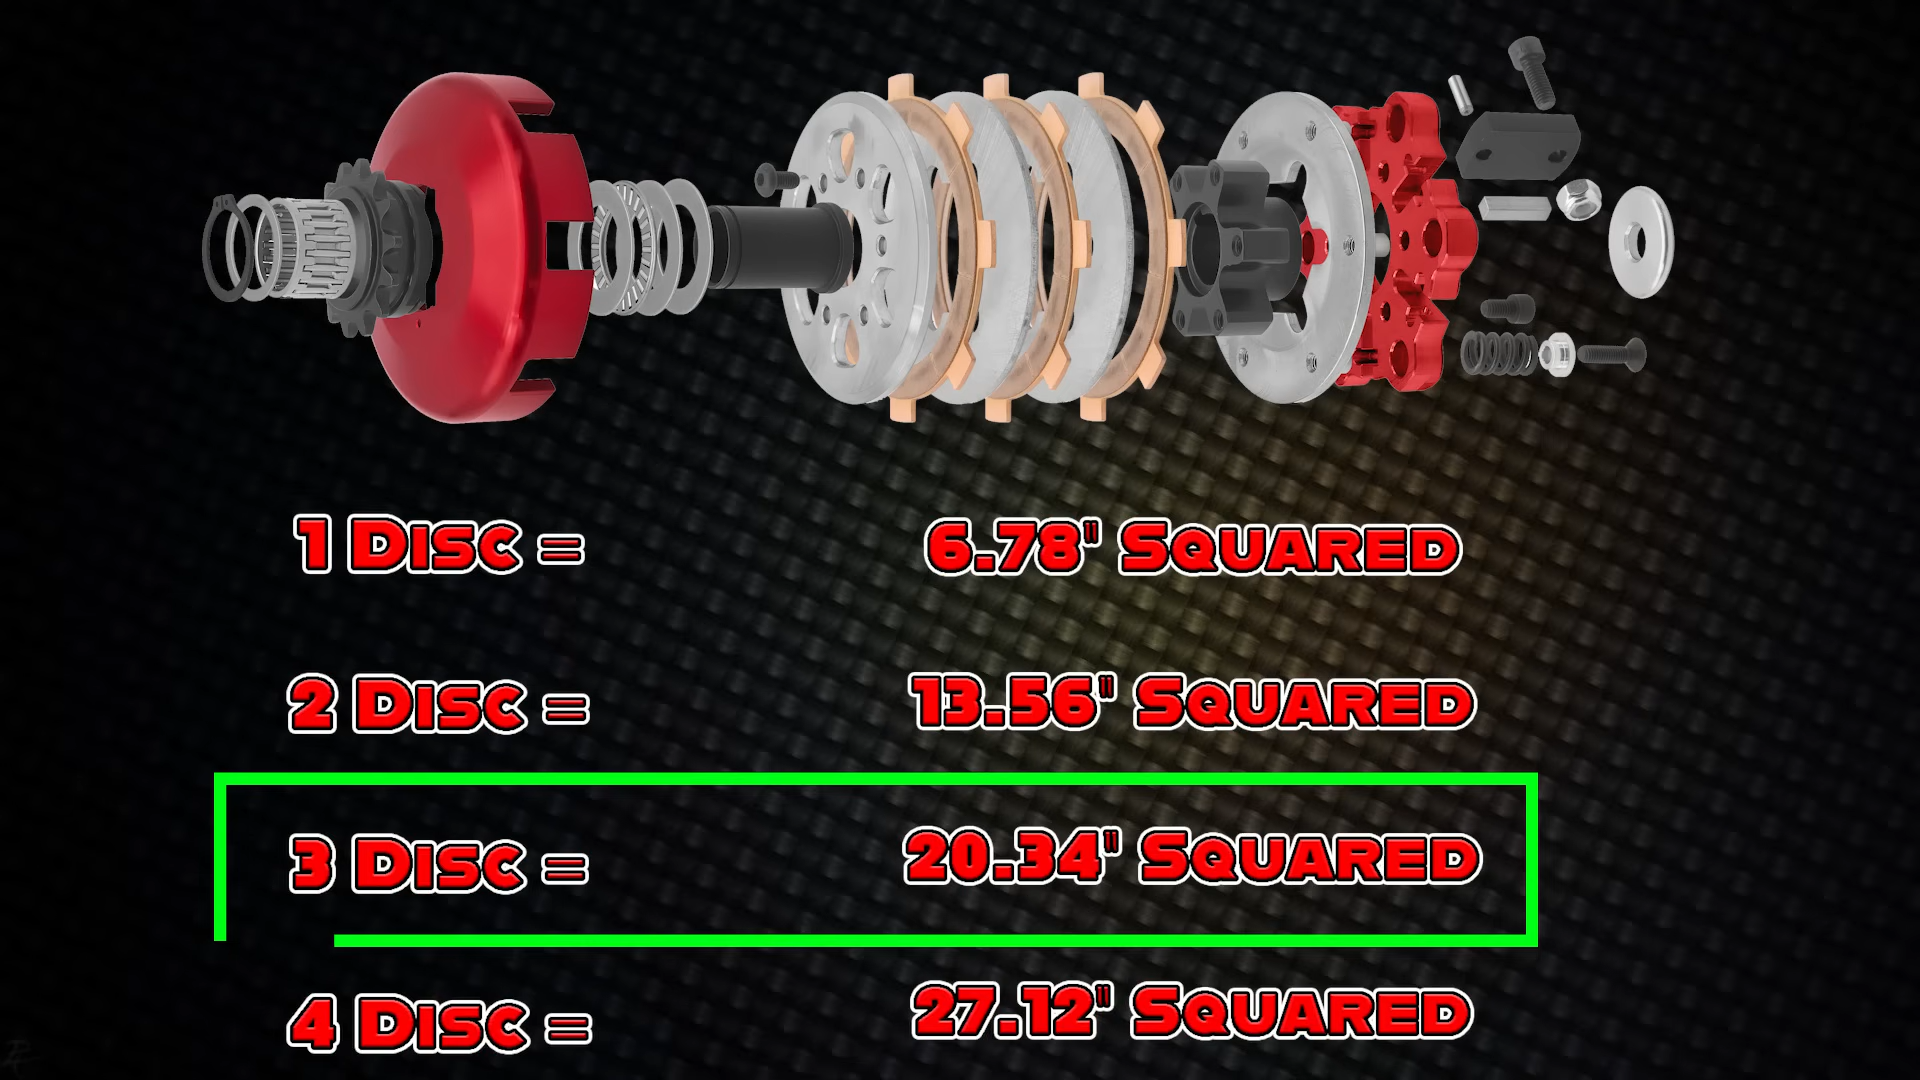 1 Disc =
6.78" Squared
2 Disc =
13.56" Squared
3 Disc =
20.34" Squared
4 Disc =
27.12" Squared